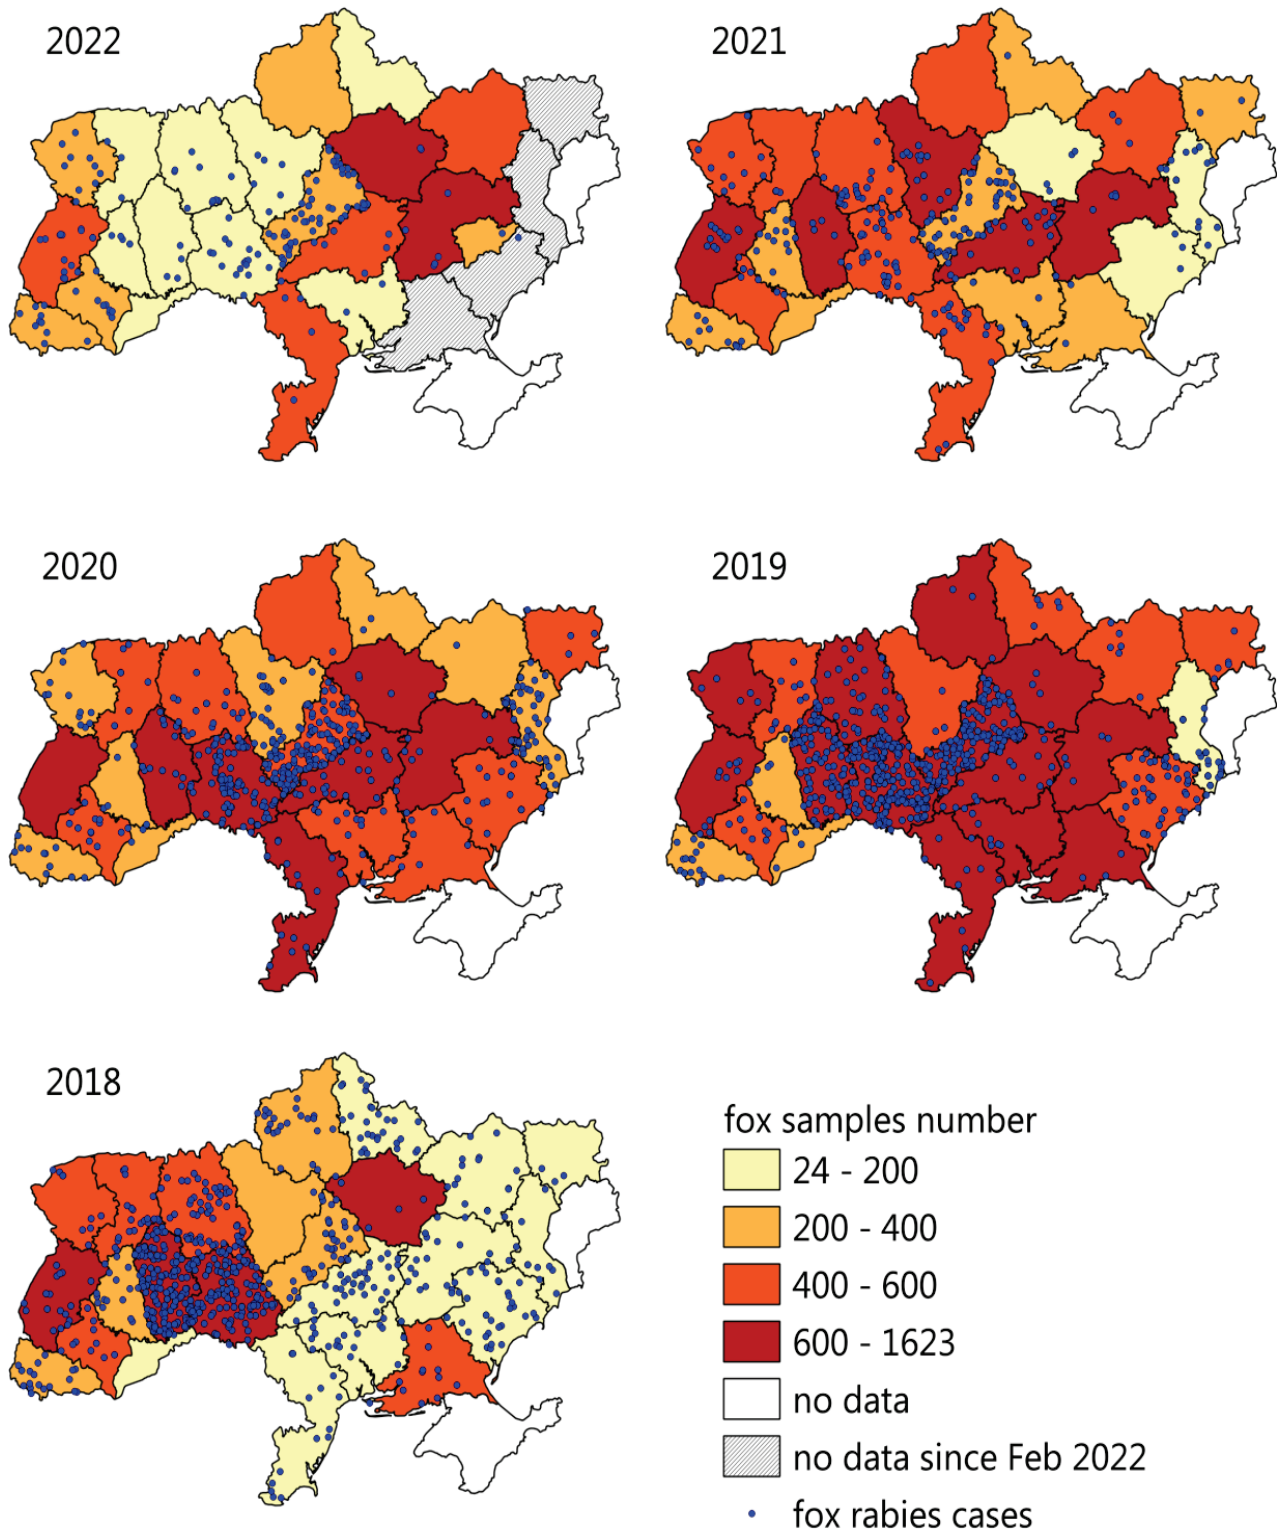 2022
2021
2020
2019
2018
fox samples number
24 - 200
200 - 400
400 - 600
600 - 1623
no data
no data since Feb 2022
fox rabies cases